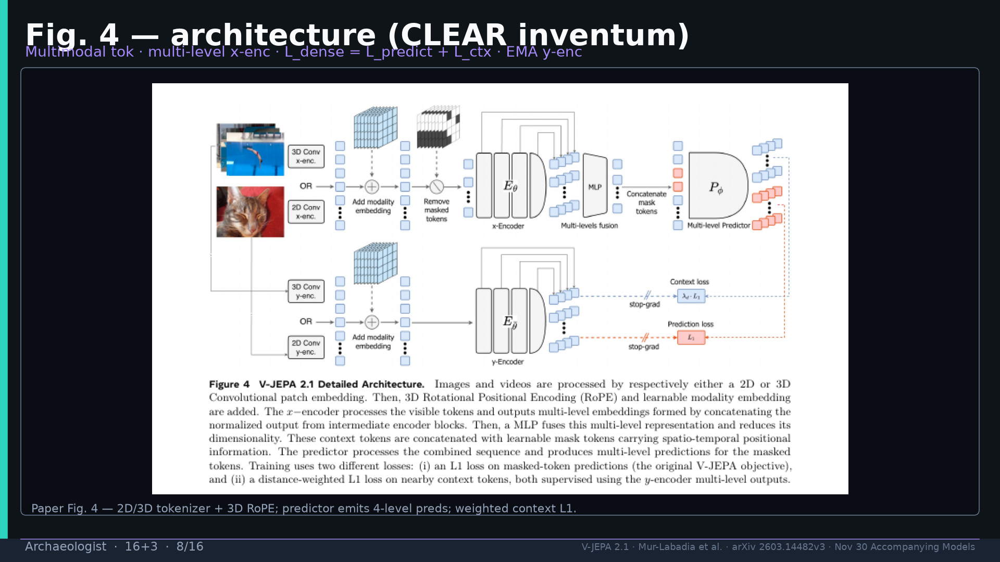 Fig. 4 — architecture (CLEAR inventum)
Multimodal tok · multi-level x-enc · L_dense = L_predict + L_ctx · EMA y-enc
3D Conv
x-enc.
OR
2D Conv
x-enc.
Add modality
embedding
Remove
masked
tokens
E_θ
x-Encoder
MLP
Multi-levels fusion
Concatenate
mask
tokens
P_ϕ
Multi-level Predictor
3D Conv
y-enc.
OR
2D Conv
y-enc.
Add modality
embedding
E_θ̄
y-Encoder
stop-grad
Context loss
λ_d · L_1
stop-grad
Prediction loss
L_1
Figure 4 V-JEPA 2.1 Detailed Architecture. Images and videos are processed by respectively either a 2D or 3D
Convolutional patch embedding. Then, 3D Rotational Positional Encoding (RoPE) and learnable modality embedding
are added. The x−encoder processes the visible tokens and outputs multi-level embeddings formed by concatenating the
normalized output from intermediate encoder blocks. Then, a MLP fuses this multi-level representation and reduces its
dimensionality. These context tokens are concatenated with learnable mask tokens carrying spatio-temporal positional
information. The predictor processes the combined sequence and produces multi-level predictions for the masked
tokens. Training uses two different losses: (i) an L1 loss on masked-token predictions (the original V-JEPA objective),
and (ii) a distance-weighted L1 loss on nearby context tokens, both supervised using the y-encoder multi-level outputs.
Paper Fig. 4 — 2D/3D tokenizer + 3D RoPE; predictor emits 4-level preds; weighted context L1.
Archaeologist · 16+3 · 8/16
V-JEPA 2.1 · Mur-Labadia et al. · arXiv 2603.14482v3 · Nov 30 Accompanying Models